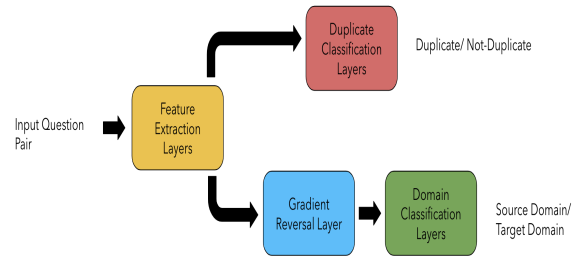 Input Question
Pair
Feature
Extraction
Layers
Duplicate
Classification
Layers
Duplicate/ Not-Duplicate
Gradient
Reversal Layer
Domain
Classification
Layers
Source Domain/
Target Domain